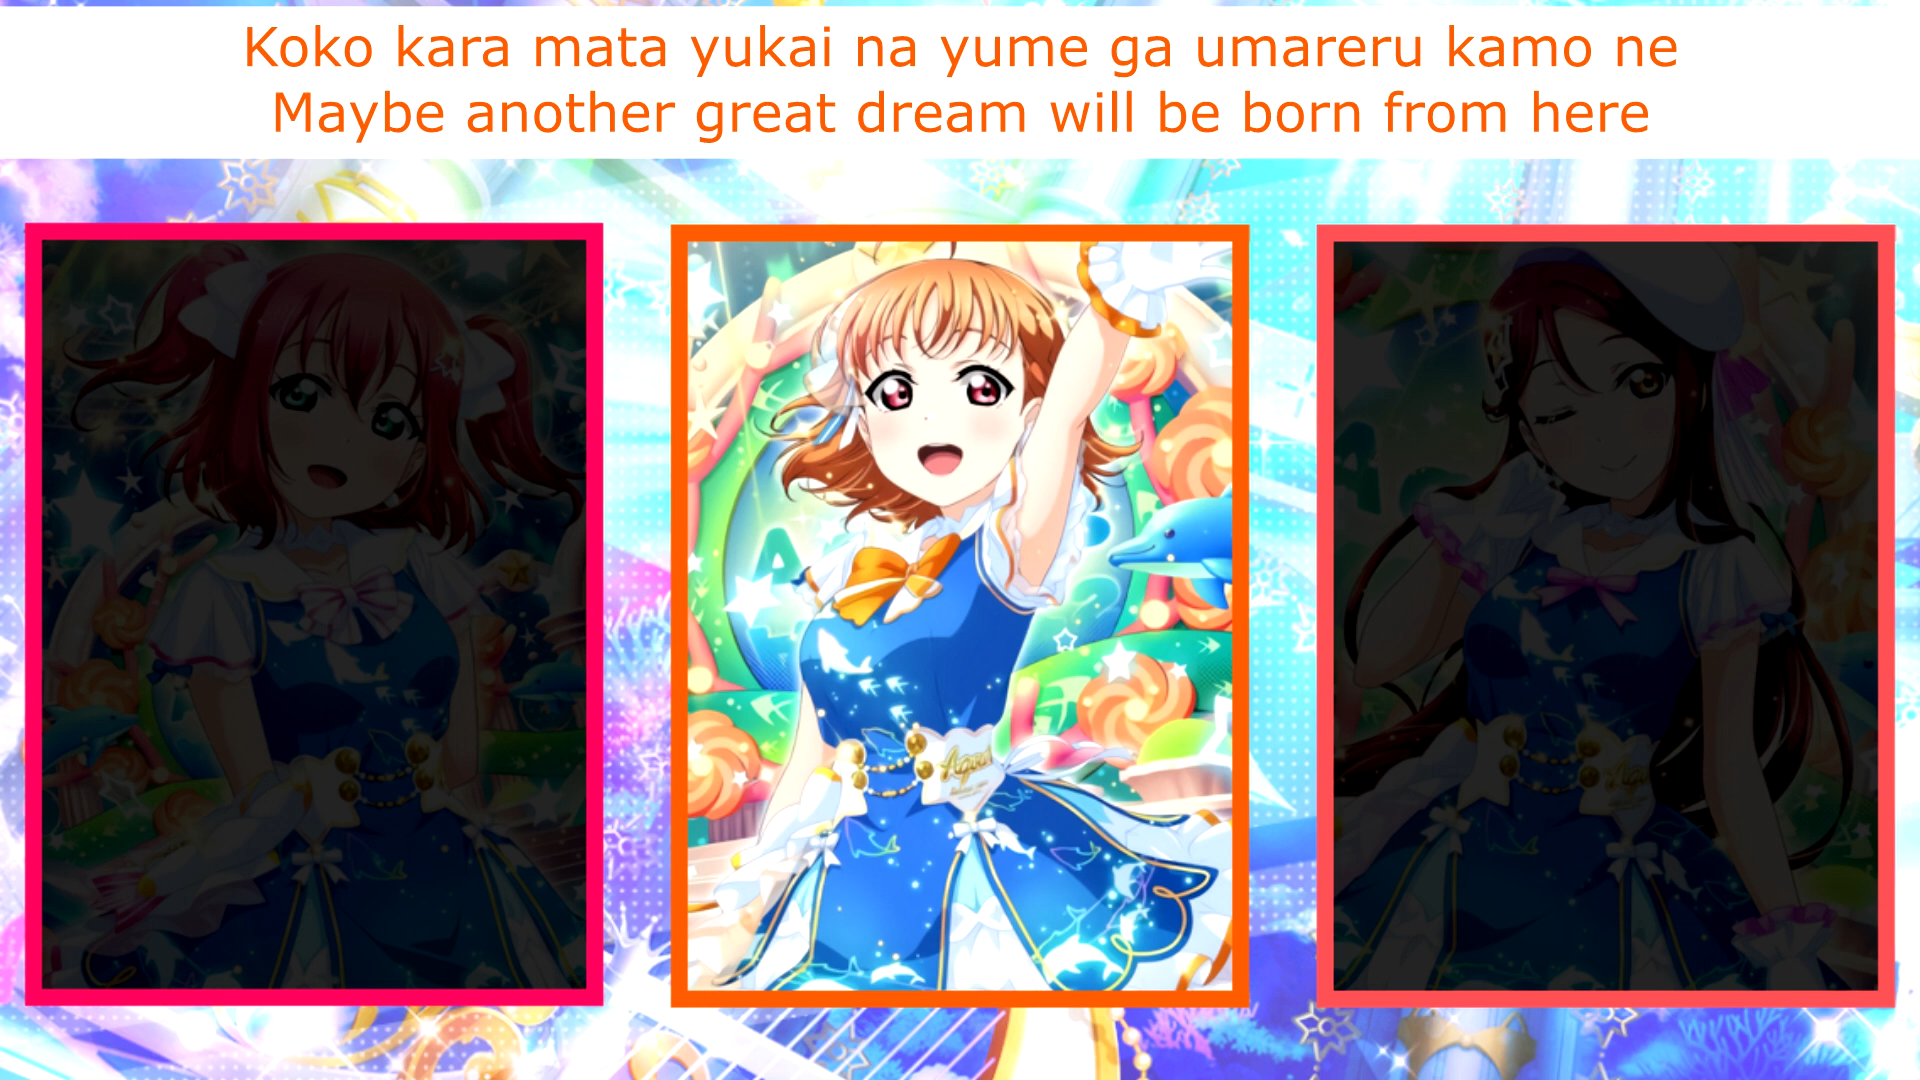 Koko kara mata yukai na yume ga umareru kamo ne
Maybe another great dream will be born from here
Aqua